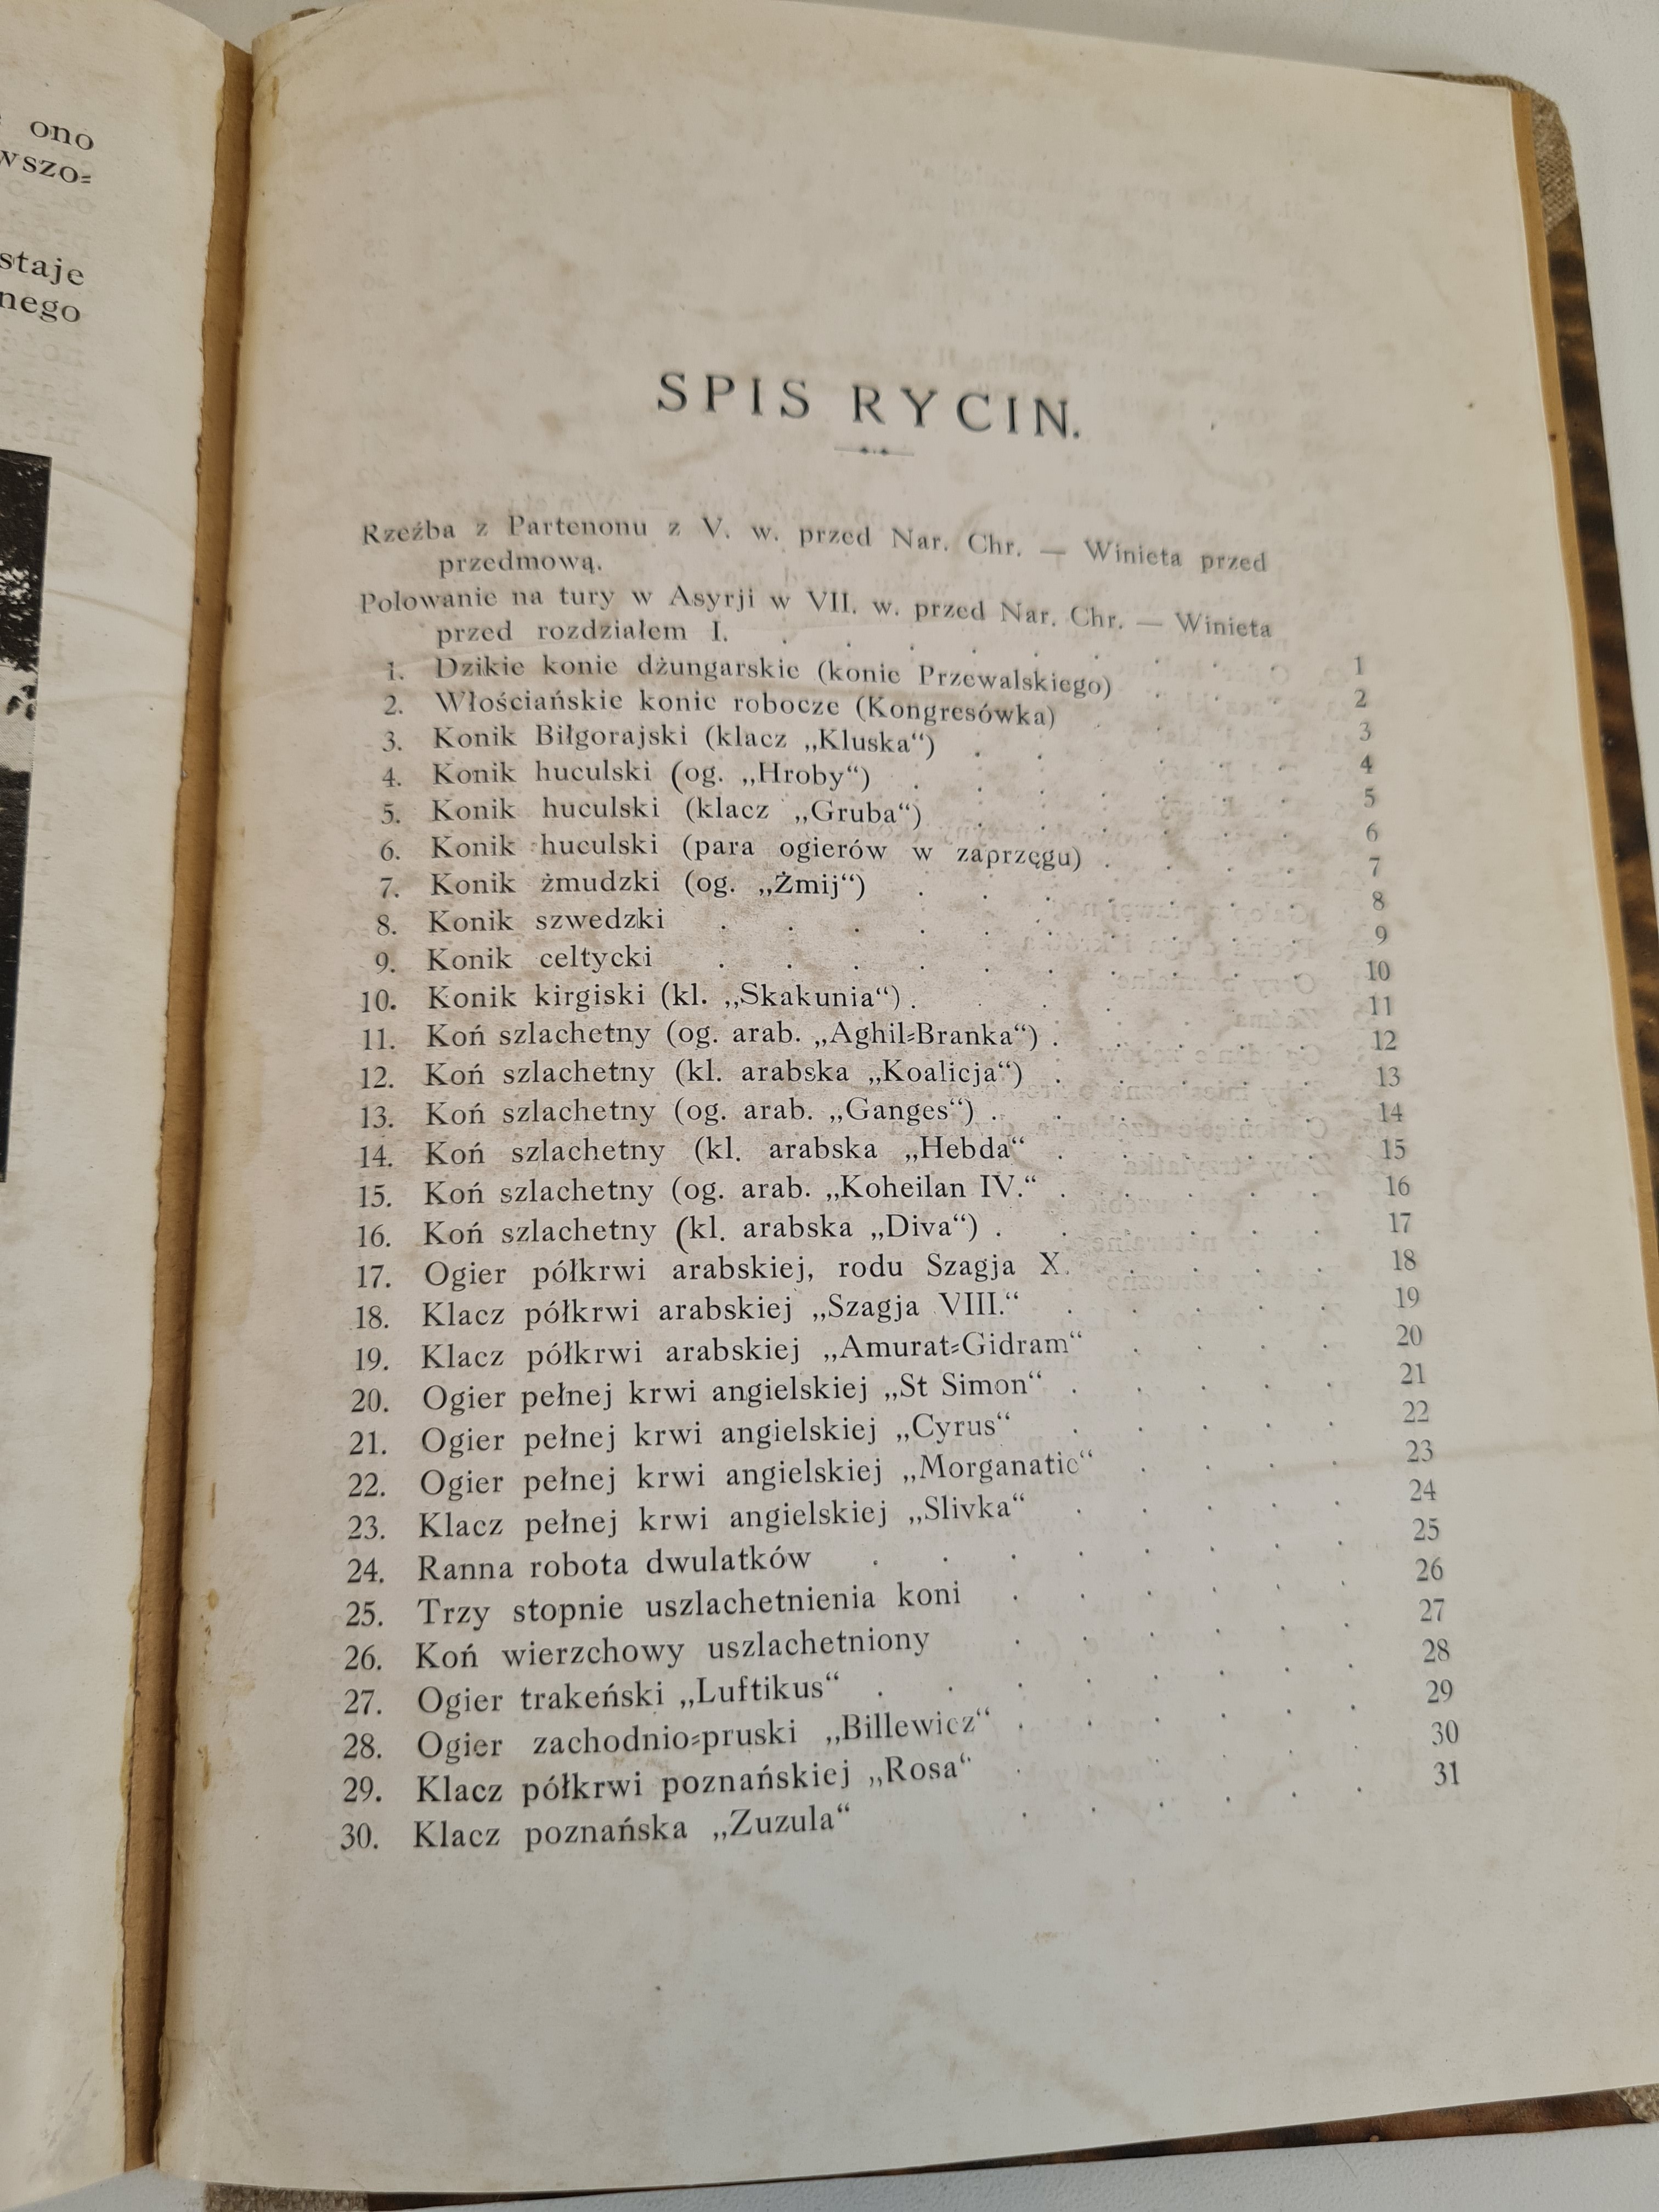 ono
wszo-
staje
nego
SPIS RYCIN.
Rzeźba z Partenonu z V. w. przed Nar. Chr. — Winieta przed
przedmową.
Polowanie na tury w Asyrji w VII. w. przed Nar. Chr. — Winieta
przed rozdziałem I. . . . . . . . . 1
1. Dzikie konie dżungarskie (konie Przewalskiego) . . . 2
2. Włościańskie konie robocze (Kongresówka) . . . . 3
3. Konik Biłgorajski (klacz „Kluska“) . . . . . . 4
4. Konik huculski (og. „Hroby“) . . . . . . . 5
5. Konik huculski (klacz „Gruba“) . . . . . . 6
6. Konik huculski (para ogierów w zaprzęgu) . . . . 7
7. Konik żmudzki (og. „Żmij“) . . . . . . . 8
8. Konik szwedzki . . . . . . . . . . 9
9. Konik celtycki . . . . . . . . . . 10
10. Konik kirgiski (kl. „Skakunia“) . . . . . . . 11
11. Koń szlachetny (og. arab. „Aghil-Branka“) . . . . . 12
12. Koń szlachetny (kl. arabska „Koalicja“) . . . . . 13
13. Koń szlachetny (og. arab. „Ganges“) . . . . . . 14
14. Koń szlachetny (kl. arabska „Hebda“ . . . . . 15
15. Koń szlachetny (og. arab. „Koheilan IV.“ . . . . . 16
16. Koń szlachetny (kl. arabska „Diva“) . . . . . . 17
17. Ogier półkrwi arabskiej, rodu Szagja X. . . . . 18
18. Klacz półkrwi arabskiej „Szagja VIII.“ . . . . . 19
19. Klacz półkrwi arabskiej „Amurat-Gidram“ . . . . 20
20. Ogier pełnej krwi angielskiej „St Simon“ . . . . . 21
21. Ogier pełnej krwi angielskiej „Cyrus“ . . . . . 22
22. Ogier pełnej krwi angielskiej „Morganatic“ . . . . 23
23. Klacz pełnej krwi angielskiej „Slivka“ . . . . . 24
24. Ranna robota dwulatków . . . . . . . . 25
25. Trzy stopnie uszlachetnienia koni . . . . . . 26
26. Koń wierzchowy uszlachetniony . . . . . . 27
27. Ogier trakeński „Luftikus“ . . . . . . . . 28
28. Ogier zachodnio-pruski „Billewicz“ . . . . . . 29
29. Klacz półkrwi poznańskiej „Rosa“ . . . . . . 30
30. Klacz poznańska „Zuzula“ . . . . . . 31